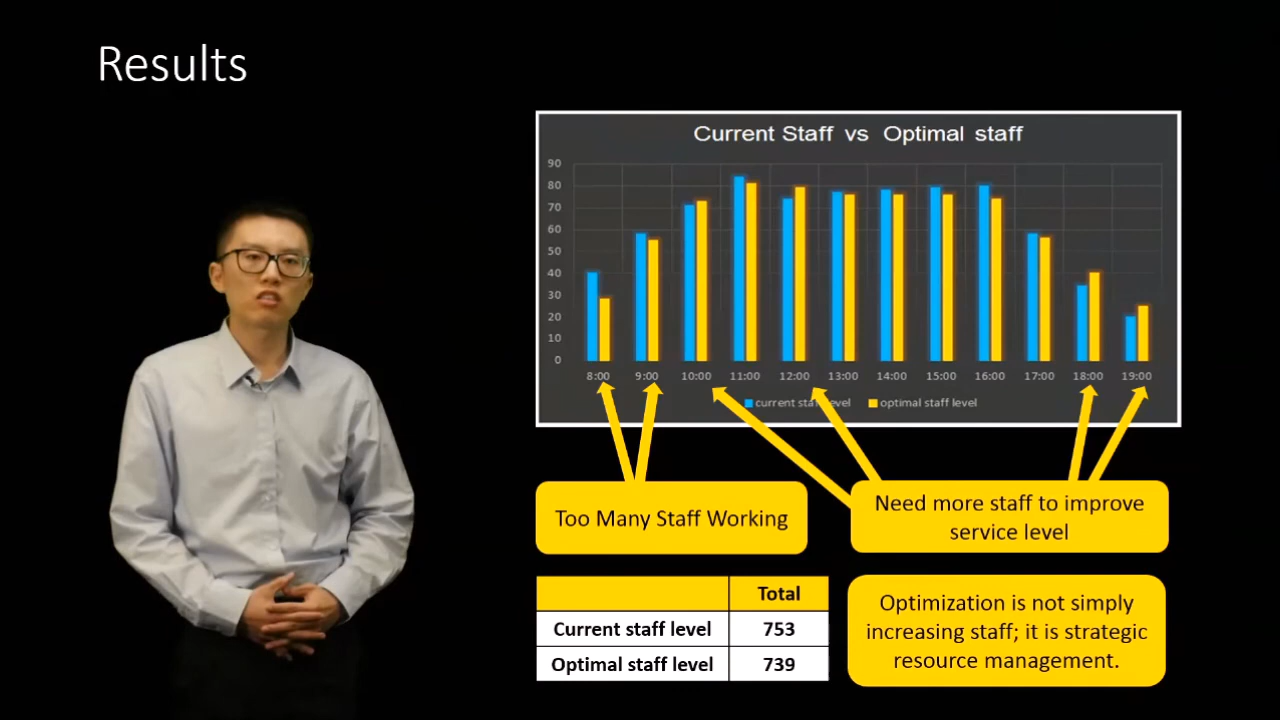 Results
Current Staff vs Optimal staff
90
80
70
60
50
40
30
20
10
0
8:00 9:00 10:00 11:00 12:00 13:00 14:00 15:00 16:00 17:00 18:00 19:00
current staff level optimal staff level
Too Many Staff Working
Need more staff to improve
service level
Total
Current staff level 753
Optimal staff level 739
Optimization is not simply
increasing staff; it is strategic
resource management.